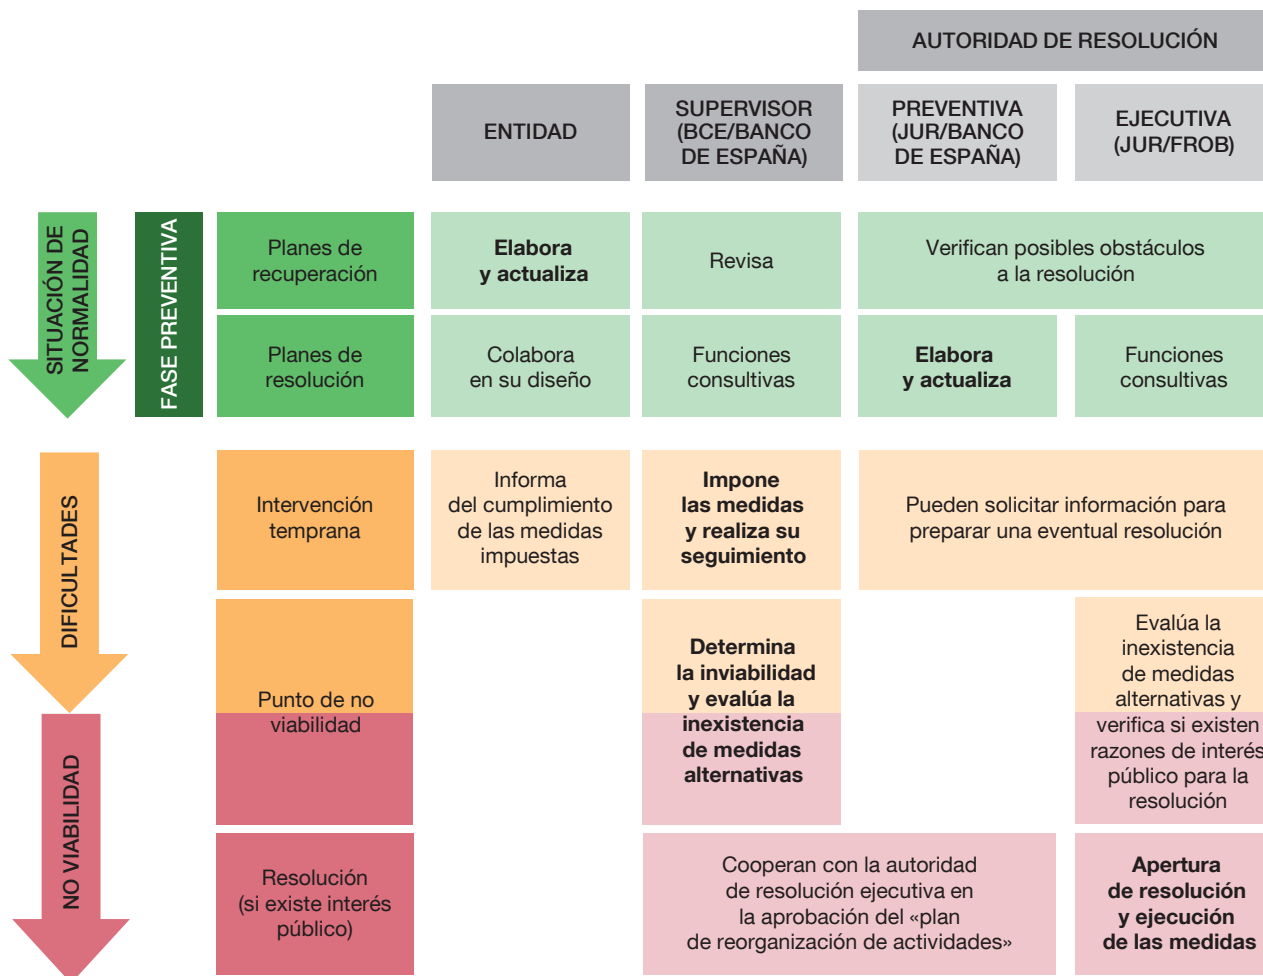 AUTORIDAD DE RESOLUCIÓN
ENTIDAD
SUPERVISOR
(BCE/BANCO
DE ESPAÑA)
PREVENTIVA
(JUR/BANCO
DE ESPAÑA)
EJECUTIVA
(JUR/FROB)
SITUACIÓN DE
NORMALIDAD
FASE PREVENTIVA
Planes de
recuperación
Elabora
y actualiza
Revisa
Verifican posibles obstáculos
a la resolución
Planes de
resolución
Colabora
en su diseño
Funciones
consultivas
Elabora
y actualiza
Funciones
consultivas
DIFICULTADES
Intervención
temprana
Informa
del cumplimiento
de las medidas
impuestas
Impone
las medidas
y realiza su
seguimiento
Pueden solicitar información para
preparar una eventual resolución
Punto de no
viabilidad
Determina
la inviabilidad
y evalúa la
inexistencia
de medidas
alternativas
Evalúa la
inexistencia
de medidas
alternativas y
verifica si existen
razones de interés
público para la
resolución
NO VIABILIDAD
Resolución
(si existe interés
público)
Cooperan con la autoridad
de resolución ejecutiva en
la aprobación del «plan
de reorganización de actividades»
Apertura
de resolución
y ejecución
de las medidas